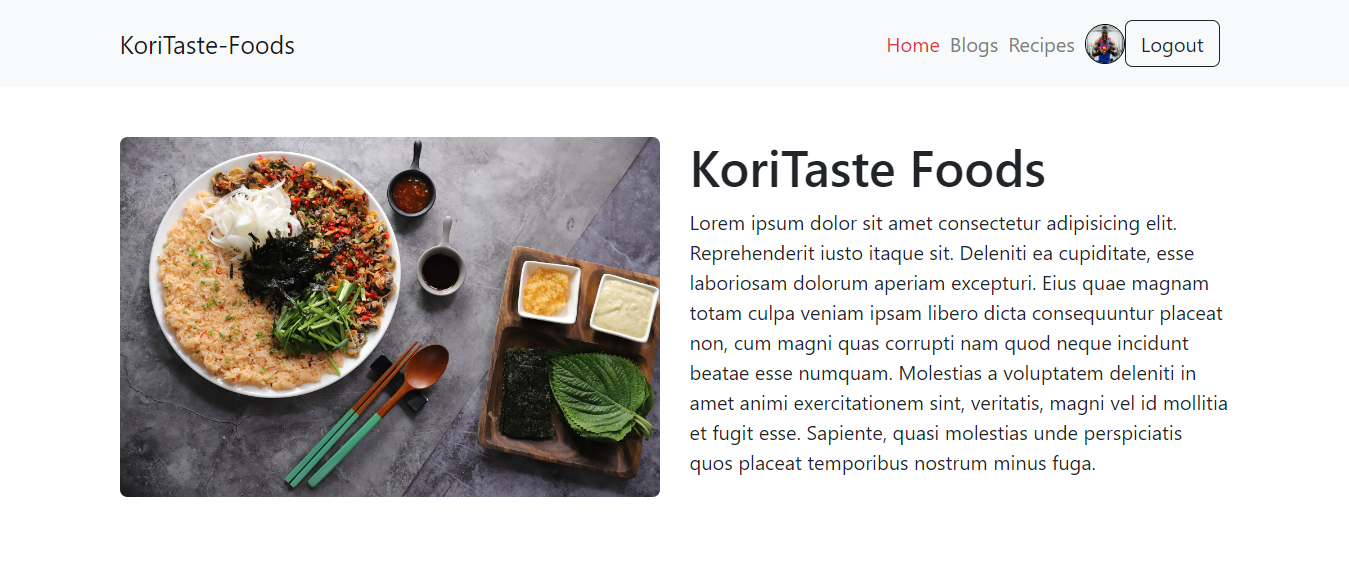 KoriTaste-Foods
Home Blogs Recipes Logout
KoriTaste Foods
Lorem ipsum dolor sit amet consectetur adipisicing elit.
Reprehenderit iusto itaque sit. Deleniti ea cupiditate, esse
laboriosam dolorum aperiam excepturi. Eius quae magnam
totam culpa veniam ipsam libero dicta consequuntur placeat
non, cum magni quas corrupti nam quod neque incidunt
beatae esse numquam. Molestias a voluptatem deleniti in
amet animi exercitationem sint, veritatis, magni vel id mollitia
et fugit esse. Sapiente, quasi molestias unde perspiciatis
quos placeat temporibus nostrum minus fuga.